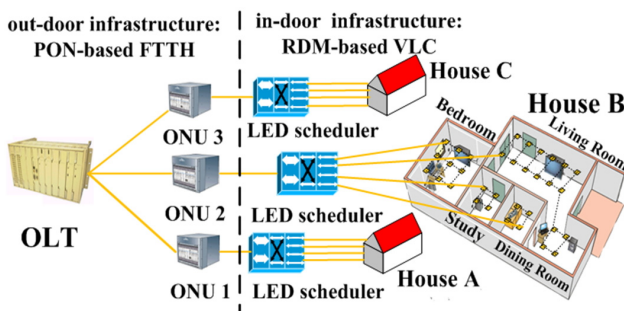 out-door infrastructure:
PON-based FTTH
in-door infrastructure:
RDM-based VLC
House C
House B
ONU 3
LED scheduler
Bedroom
Living Room
OLT
ONU 2
LED scheduler
Study
Dining Room
House A
ONU 1
LED scheduler